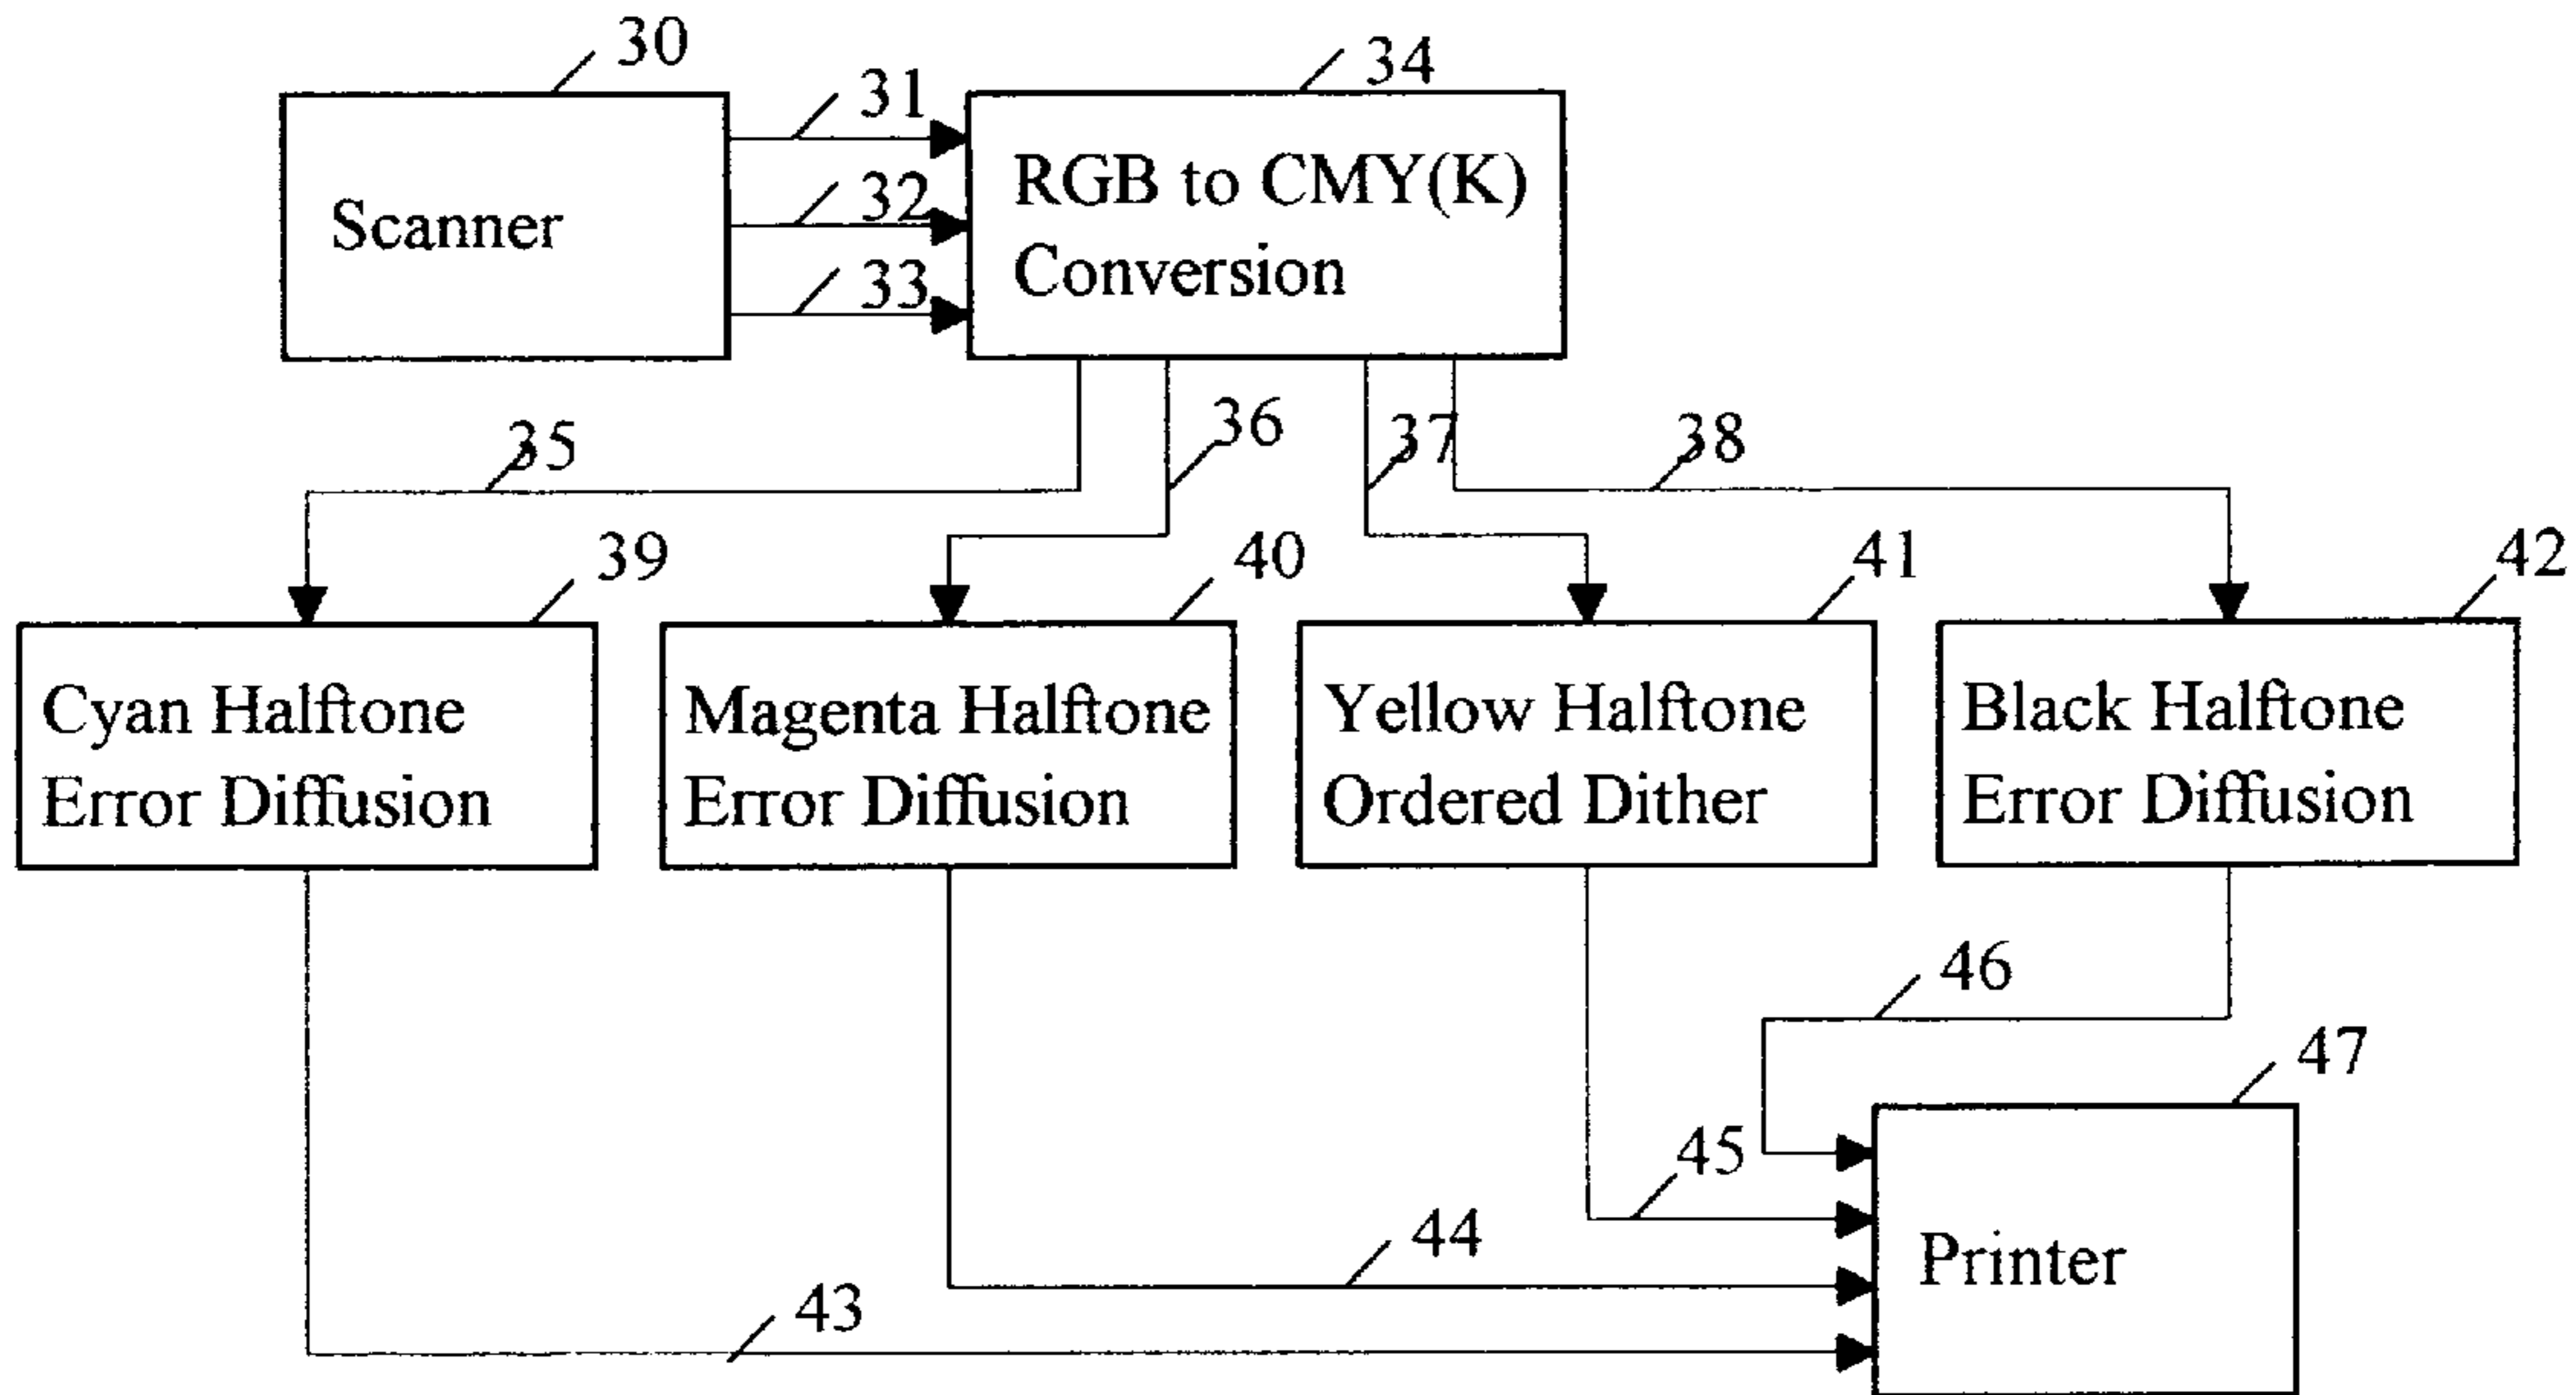 30
31
34
Scanner
32
33
RGB to CMY(K)
Conversion
35
36
37
38
39
40
41
42
Cyan Halftone
Error Diffusion
Magenta Halftone
Error Diffusion
Yellow Halftone
Ordered Dither
Black Halftone
Error Diffusion
46
47
45
44
43
Printer